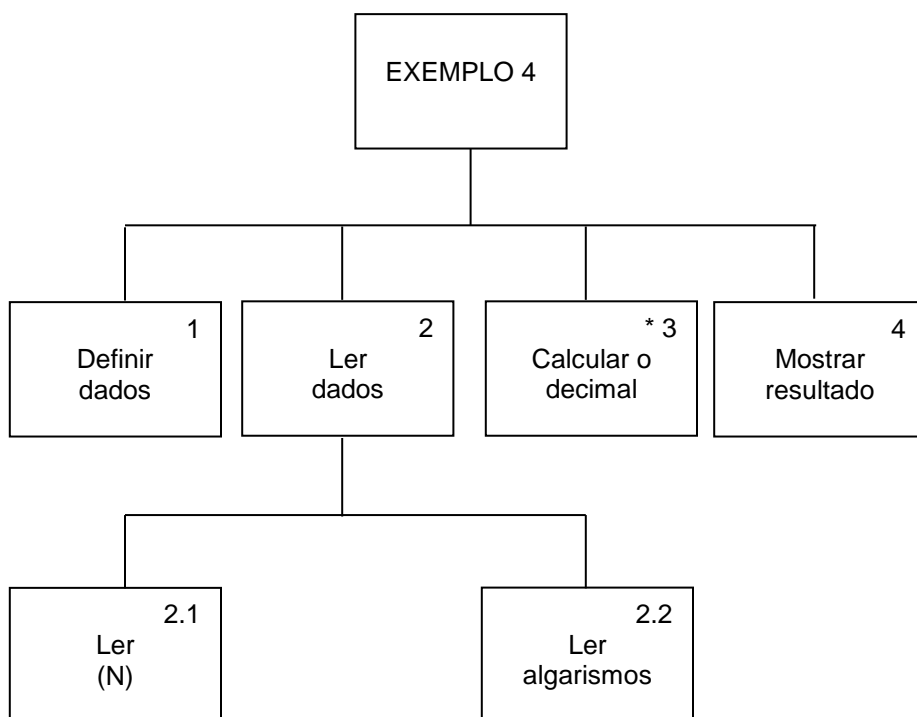 EXEMPLO 4
1
Definir
dados
2
Ler
dados
* 3
Calcular o
decimal
4
Mostrar
resultado
2.1
Ler
(N)
2.2
Ler
algarismos